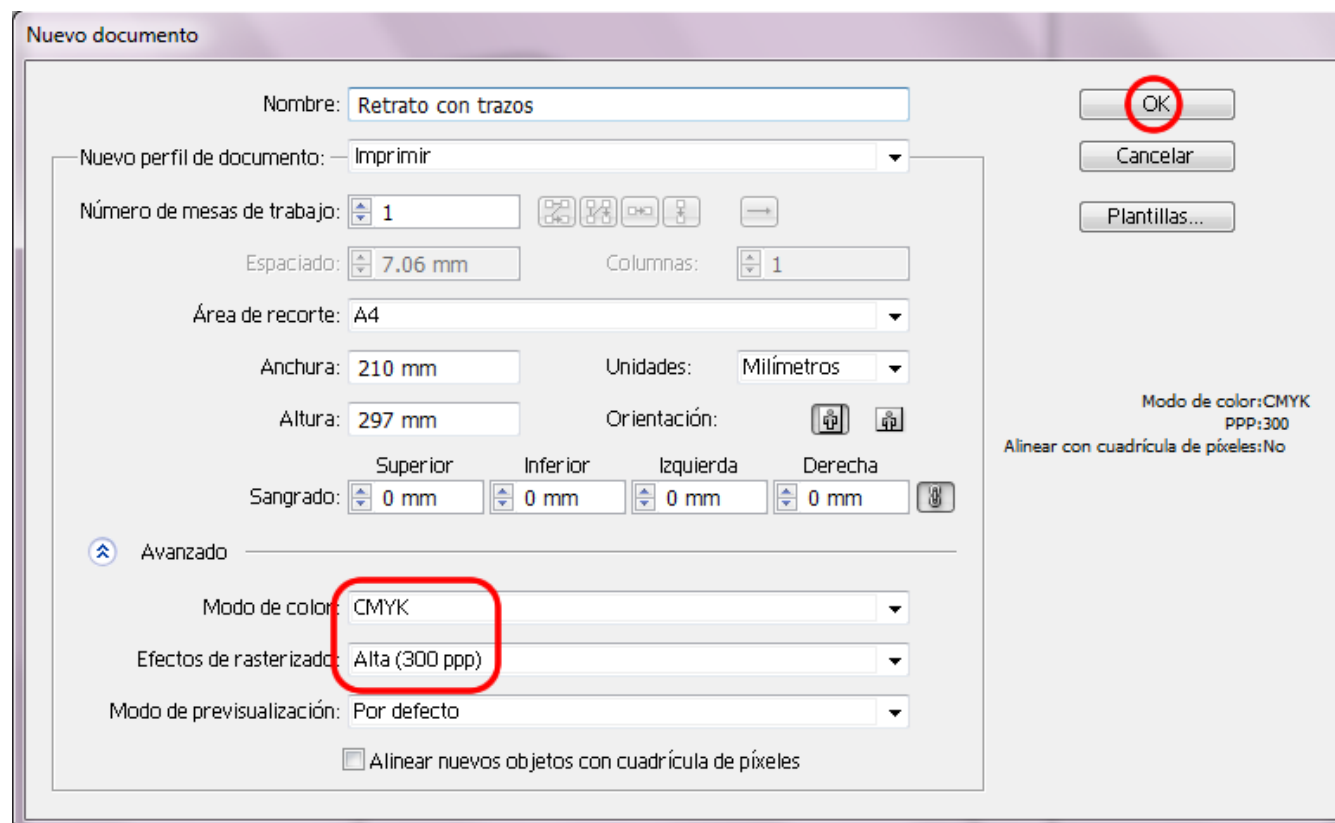 Nuevo documento
Nombre: Retrato con trazos
OK
Nuevo perfil de documento: Imprimir
Cancelar
Número de mesas de trabajo: 1
Plantillas...
Espaciado: 7.06 mm Columnas: 1
Área de recorte: A4
Anchura: 210 mm Unidades: Milímetros
Altura: 297 mm Orientación:
Modo de color:CMYK
PPP:300
Alinear con cuadrícula de píxeles:No
Superior Inferior Izquierda Derecha
Sangrado: 0 mm 0 mm 0 mm 0 mm
Avanzado
Modo de color: CMYK
Efectos de rasterizado: Alta (300 ppp)
Modo de previsualización: Por defecto
Alinear nuevos objetos con cuadrícula de píxeles